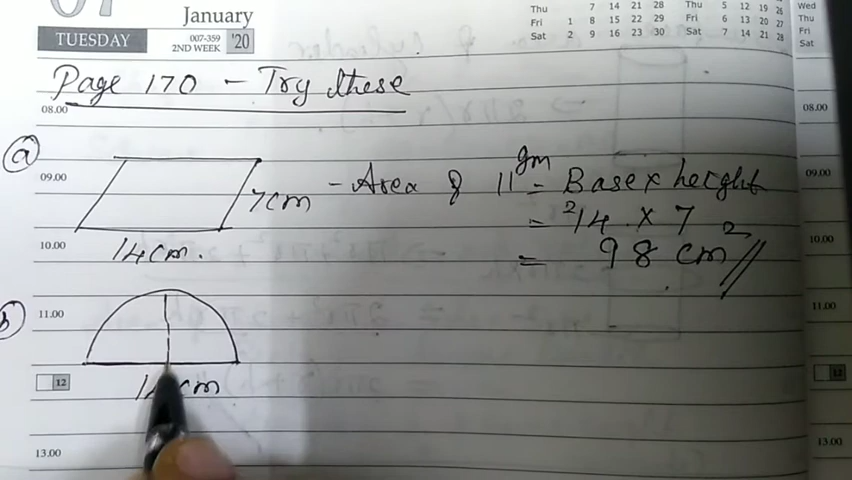 January
TUESDAY
007-359
2ND WEEK
'20
Thu 7 14 21 28
Fri 1 8 15 22 29
Sat 2 9 16 23 30
Thu 5 12 19 26
Fri 6 13 20 27
Sat 7 14 21 28
Wed
Thu
Fri
Sat
Page 170 - Try these
08.00 08.00
(a)
09.00 7cm - Area of ||gm = Base x height 09.00
= 14 x 7
10.00 14cm. = 98 cm² 10.00
(b)
11.00 11.00
12 cm 12
13.00 13.00